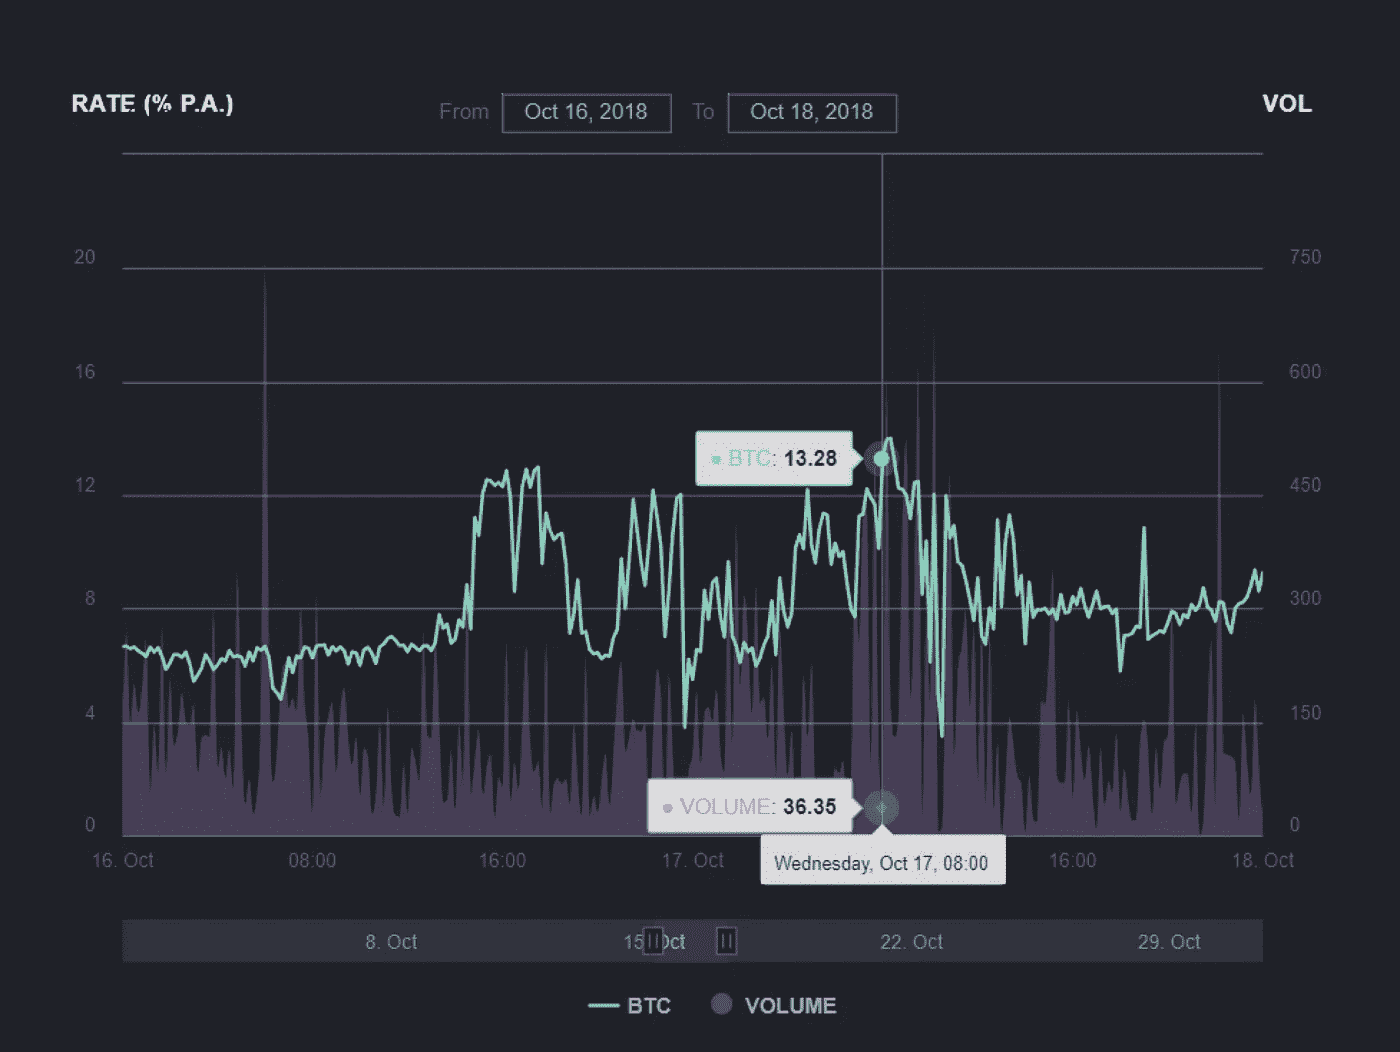 RATE (% P.A.)
From Oct 16, 2018 To Oct 18, 2018
VOL
20 750
16 600
BTC: 13.28
12 450
8 300
4 150
VOLUME: 36.35
0 0
16. Oct 08:00 16:00 17. Oct Wednesday, Oct 17, 08:00 16:00 18. Oct
8. Oct 15 Oct 22. Oct 29. Oct
BTC VOLUME